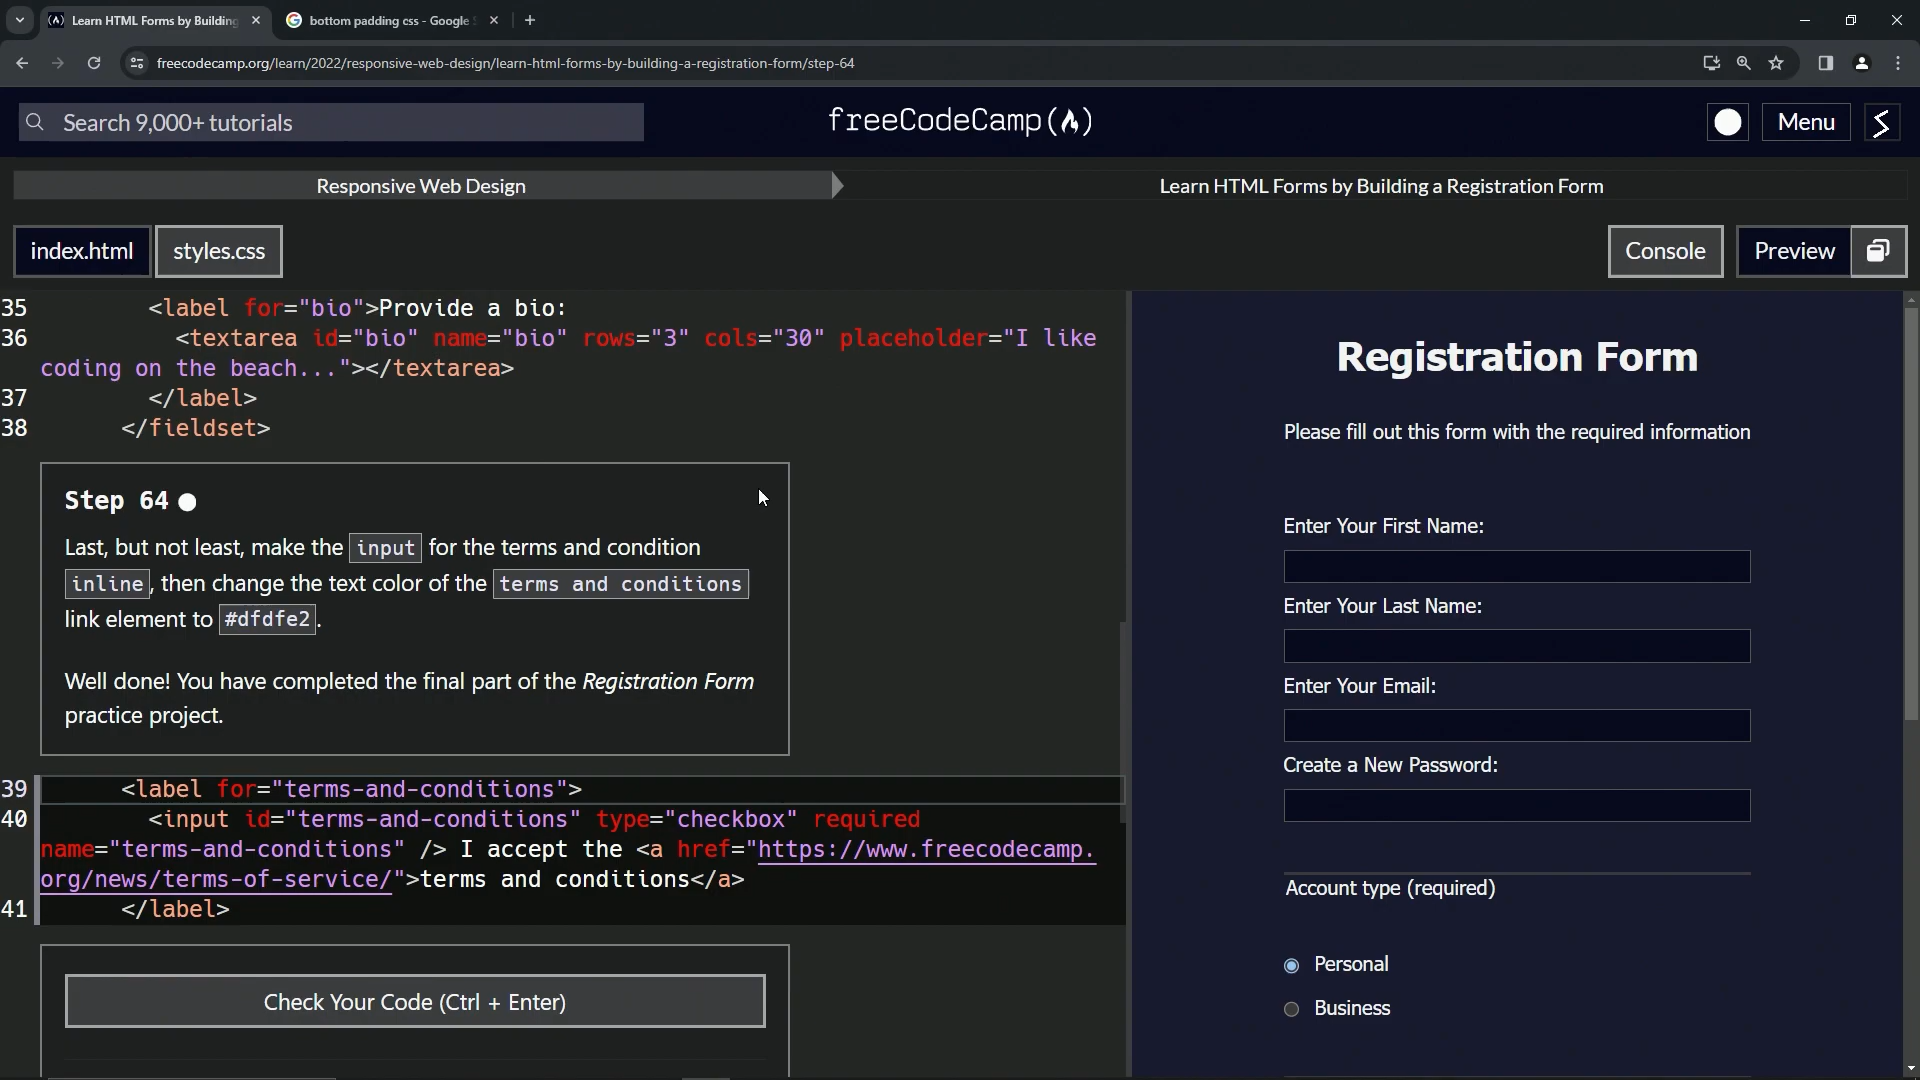 Learn HTML Forms by Building
bottom padding css - Google
freecodecamp.org/learn/2022/responsive-web-design/learn-html-forms-by-building-a-registration-form/step-64
Search 9,000+ tutorials
freeCodeCamp
Menu
Responsive Web Design
Learn HTML Forms by Building a Registration Form
index.html
styles.css
Console
Preview
35 <label for="bio">Provide a bio:
36 <textarea id="bio" name="bio" rows="3" cols="30" placeholder="I like
coding on the beach..."></textarea>
37 </label>
38 </fieldset>
Step 64
Last, but not least, make the input for the terms and condition
inline, then change the text color of the terms and conditions
link element to #dfdfe2.
Well done! You have completed the final part of the Registration Form
practice project.
39 <label for="terms-and-conditions">
40 <input id="terms-and-conditions" type="checkbox" required
name="terms-and-conditions" /> I accept the <a href="https://www.freecodecamp.
org/news/terms-of-service/">terms and conditions</a>
41 </label>
Check Your Code (Ctrl + Enter)
Registration Form
Please fill out this form with the required information
Enter Your First Name:
Enter Your Last Name:
Enter Your Email:
Create a New Password:
Account type (required)
Personal
Business